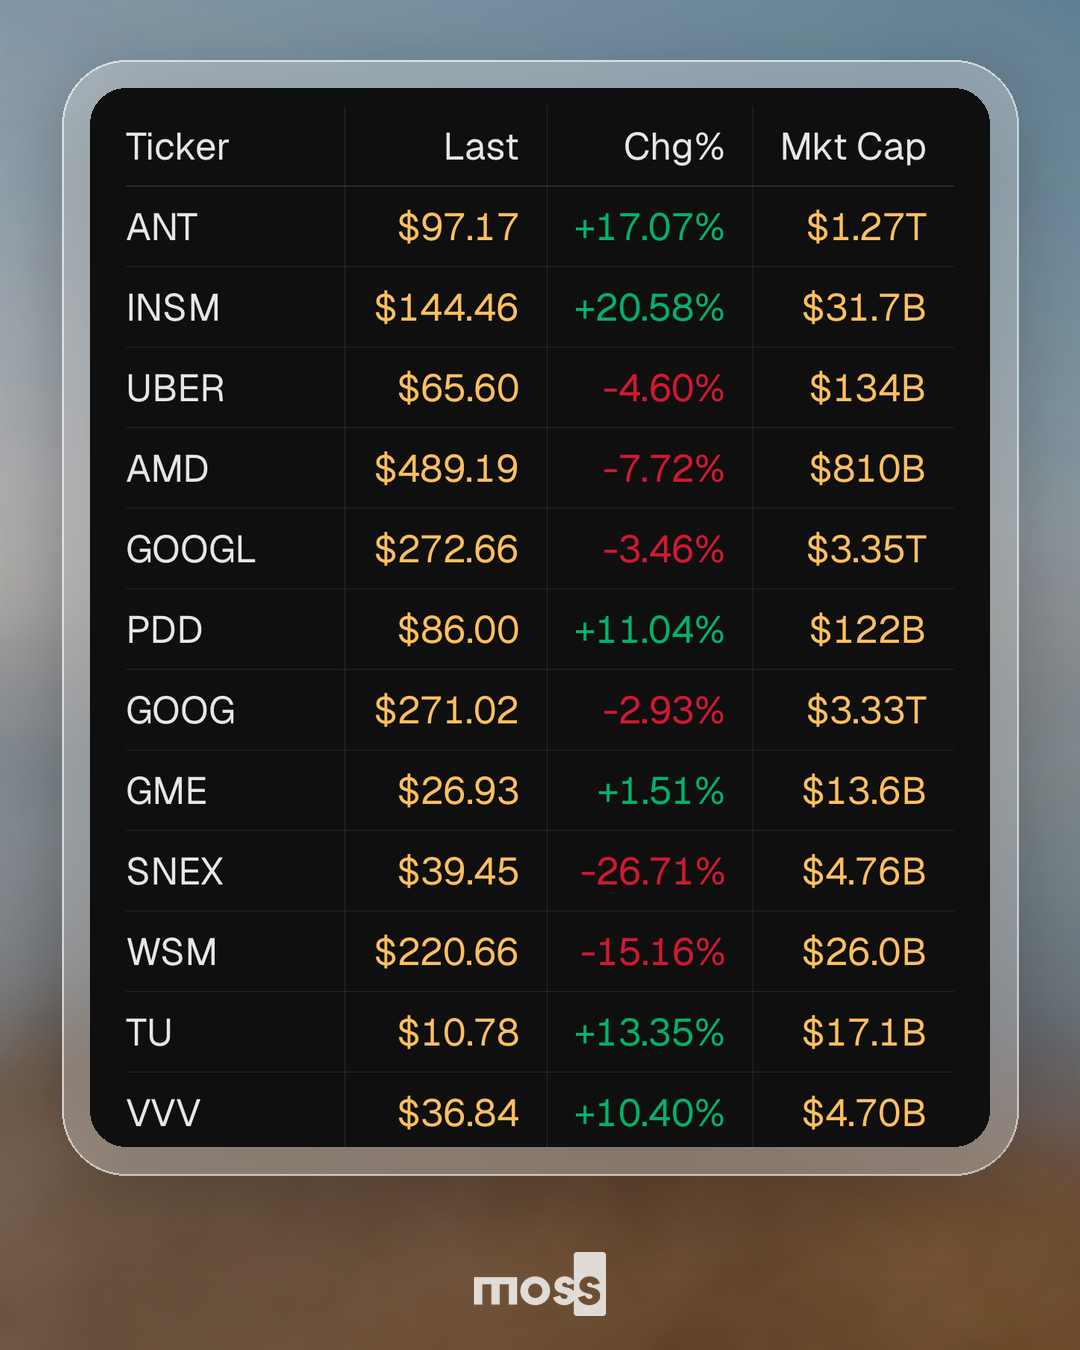 Ticker Last Chg% Mkt Cap
ANT $97.17 +17.07% $1.27T
INSM $144.46 +20.58% $31.7B
UBER $65.60 -4.60% $134B
AMD $489.19 -7.72% $810B
GOOGL $272.66 -3.46% $3.35T
PDD $86.00 +11.04% $122B
GOOG $271.02 -2.93% $3.33T
GME $26.93 +1.51% $13.6B
SNEX $39.45 -26.71% $4.76B
WSM $220.66 -15.16% $26.0B
TU $10.78 +13.35% $17.1B
VVV $36.84 +10.40% $4.70B
moss